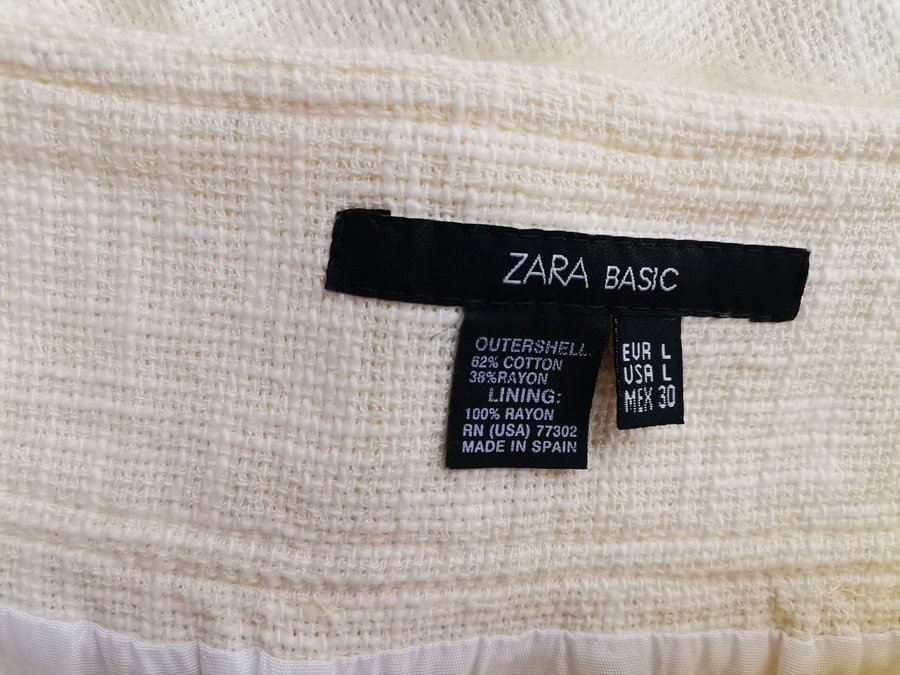 ZARA BASIC
OUTERSHELL:
62% COTTON
38%RAYON
LINING:
100% RAYON
RN (USA) 77302
MADE IN SPAIN
EUR L
USA L
MEX 30